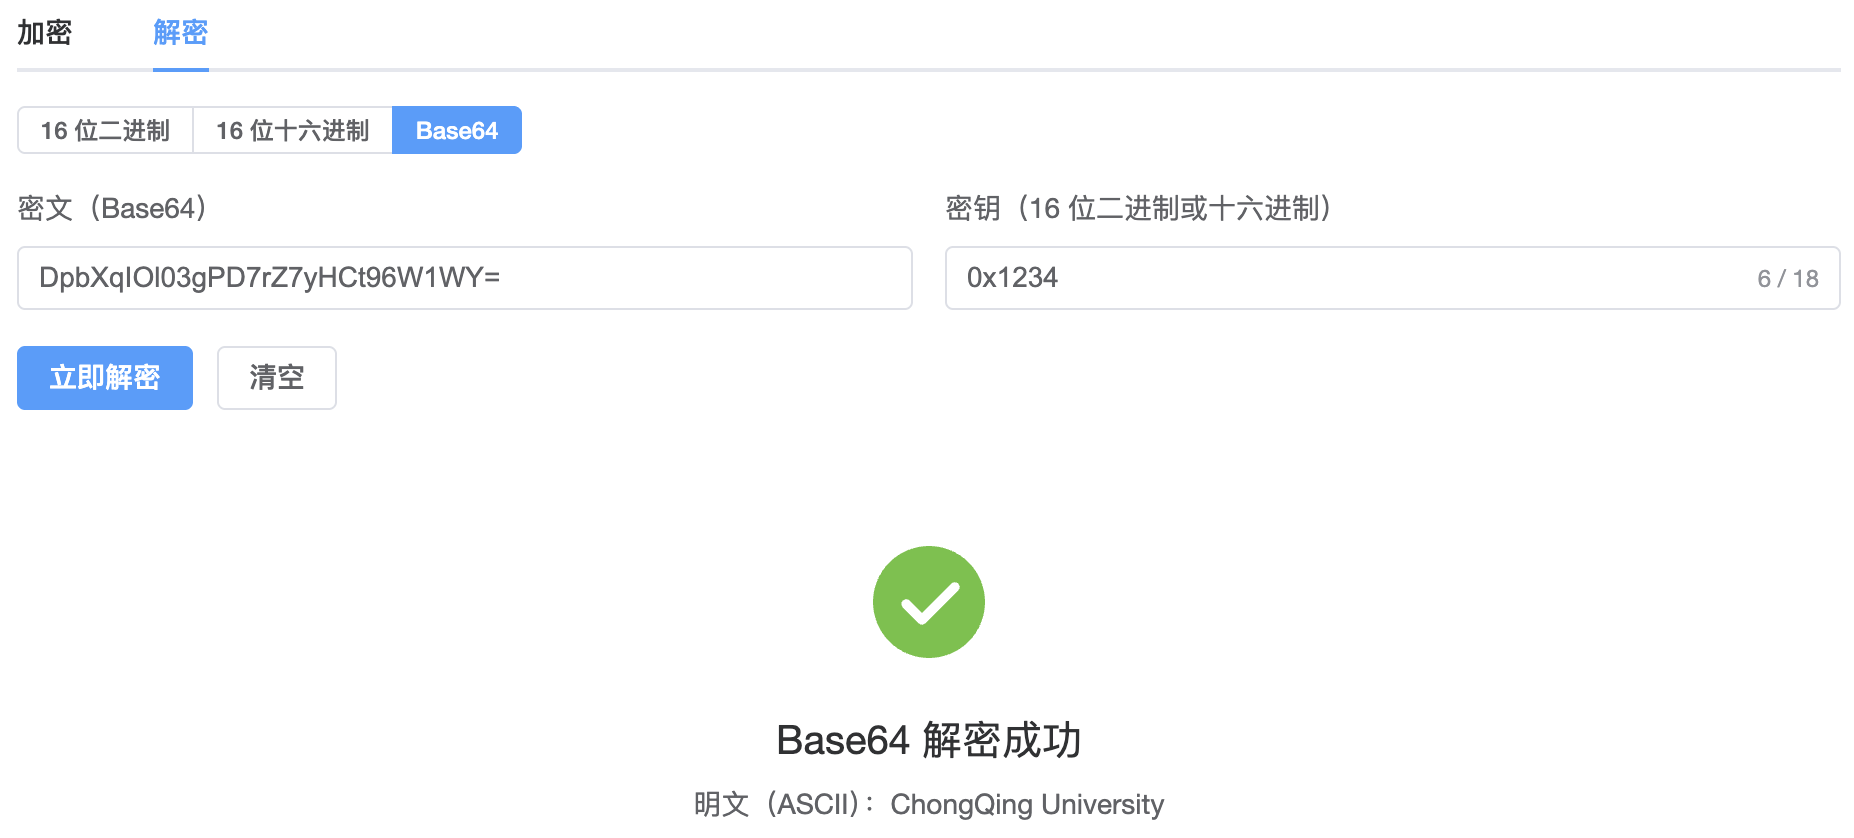 加密 解密
16 位二进制 16 位十六进制 Base64
密文（Base64） 密钥（16 位二进制或十六进制）
DpbXqIOl03gPD7rZ7yHCt96W1WY= 0x1234 6 / 18
立即解密 清空
Base64 解密成功
明文（ASCII）：ChongQing University